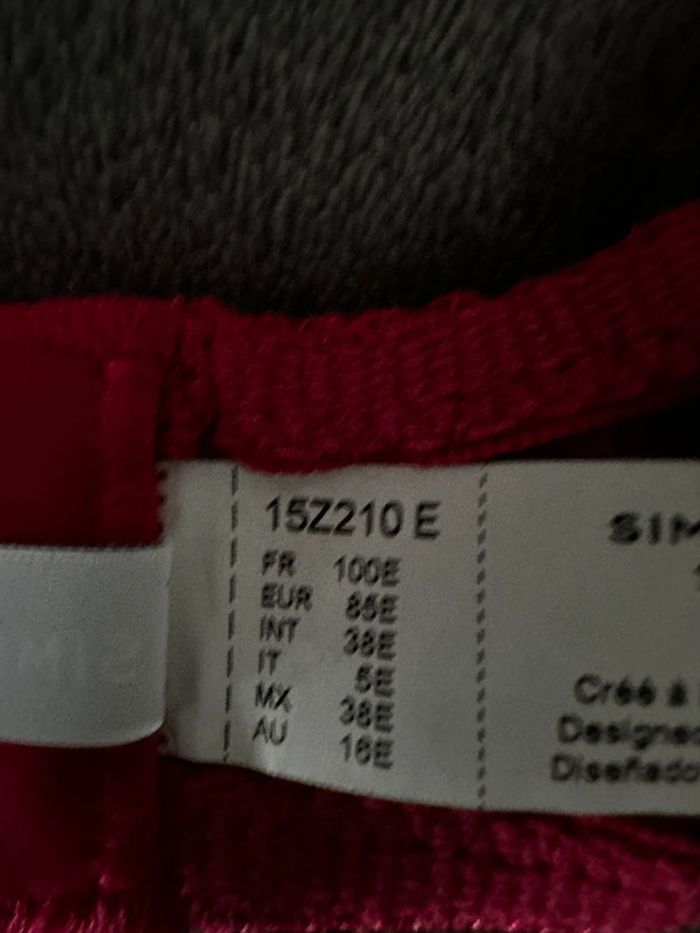 15Z210 E
FR 100E
EUR 85E
INT 38E
IT 5E
MX 38E
AU 16E
SIM
Créé à
Designed
Diseñado